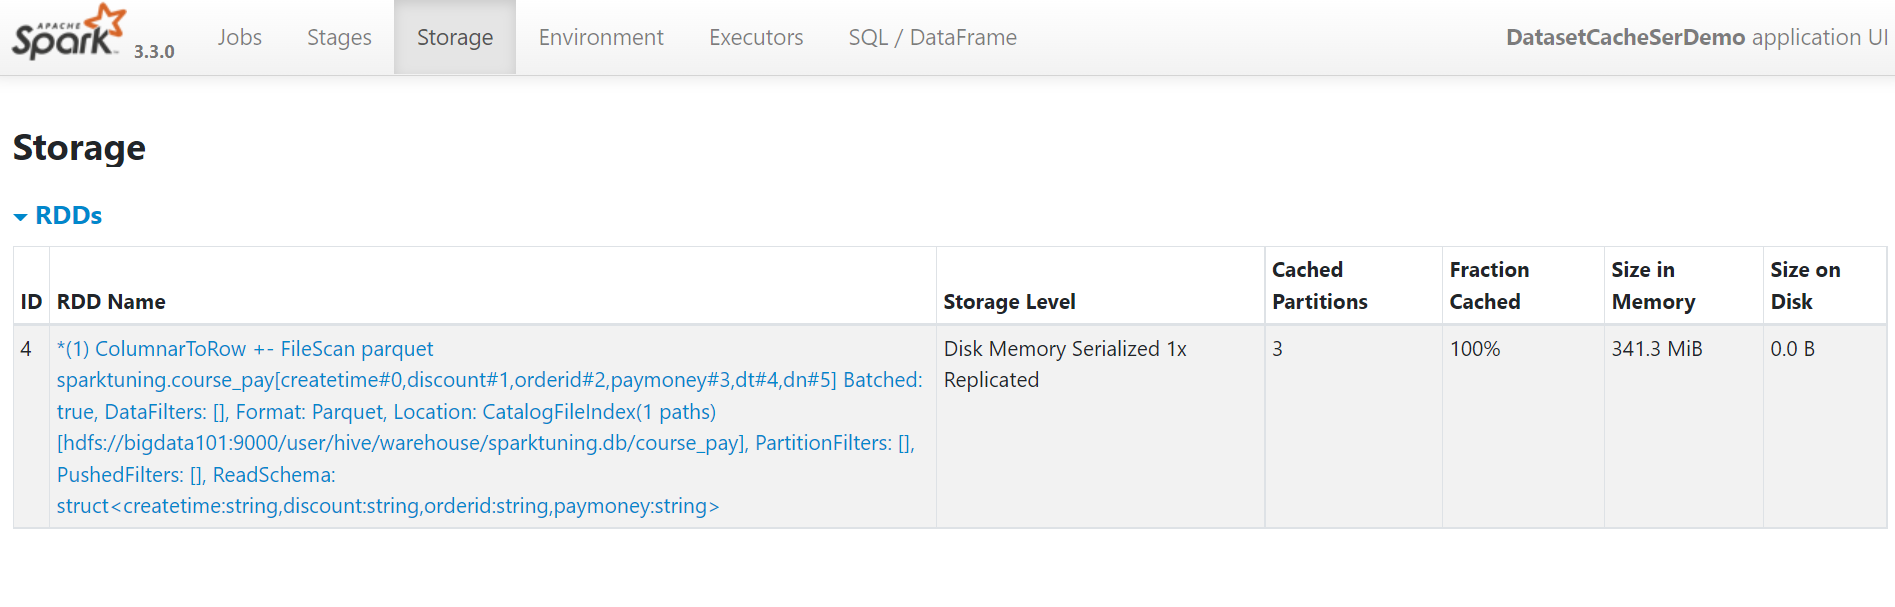 APACHE
Spark 3.3.0 Jobs Stages Storage Environment Executors SQL / DataFrame DatasetCacheSerDemo application UI
Storage
RDDs
ID RDD Name Storage Level Cached Partitions Fraction Cached Size in Memory Size on Disk
4
*(1) ColumnarToRow +- FileScan parquet
sparktuning.course_pay[createtime#0,discount#1,orderid#2,paymoney#3,dt#4,dn#5] Batched:
true, DataFilters: [], Format: Parquet, Location: CatalogFileIndex(1 paths)
[hdfs://bigdata101:9000/user/hive/warehouse/sparktuning.db/course_pay], PartitionFilters: [],
PushedFilters: [], ReadSchema:
struct<createtime:string,discount:string,orderid:string,paymoney:string>
Disk Memory Serialized 1x
Replicated
3
100%
341.3 MiB
0.0 B